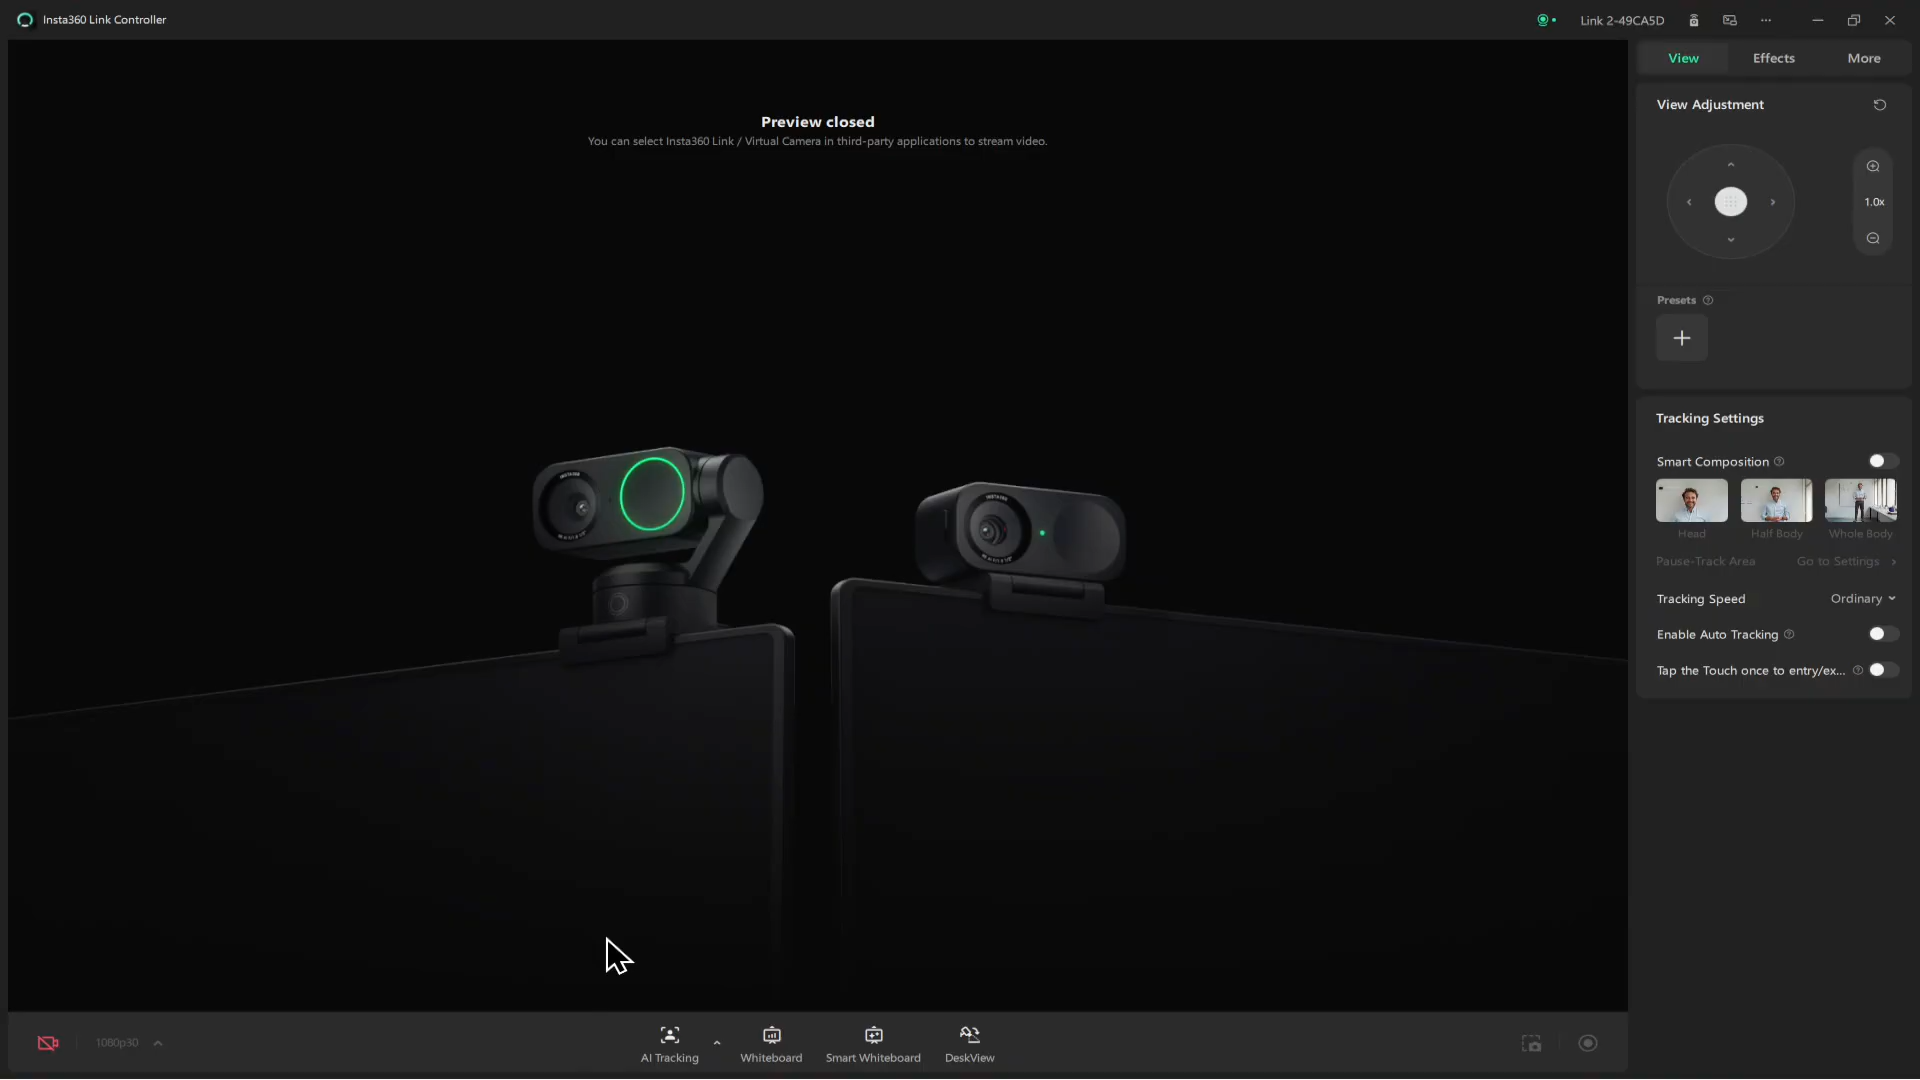 Insta360 Link Controller
Link 2-49CA5D
View
Effects
More
Preview closed
You can select Insta360 Link / Virtual Camera in third-party applications to stream video.
View Adjustment
1.0x
Presets
Tracking Settings
Smart Composition
Head
Half Body
Whole Body
Pause-Track Area
Go to Settings
Tracking Speed
Ordinary
Enable Auto Tracking
Tap the Touch once to entry/ex...
1080p30
AI Tracking
Whiteboard
Smart Whiteboard
DeskView